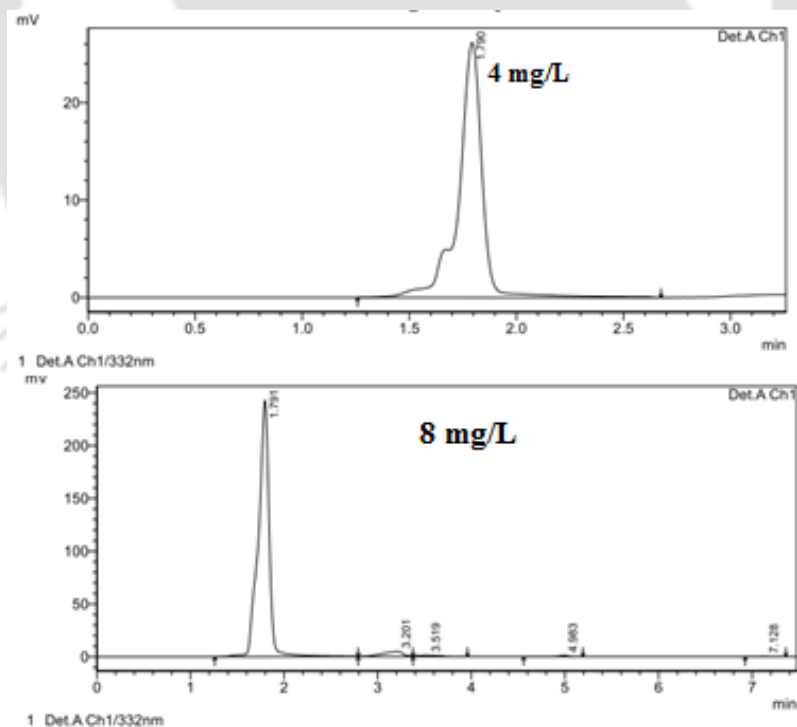 mV
Det.A Ch1
1.790
4 mg/L
20
10
0
0.0 0.5 1.0 1.5 2.0 2.5 3.0
min
1 Det.A Ch1/332nm
mV
250
Det.A Ch1
1.791
8 mg/L
200
150
100
50
3.201
3.519
4.983
7.128
0
0 1 2 3 4 5 6 7
min
1 Det.A Ch1/332nm